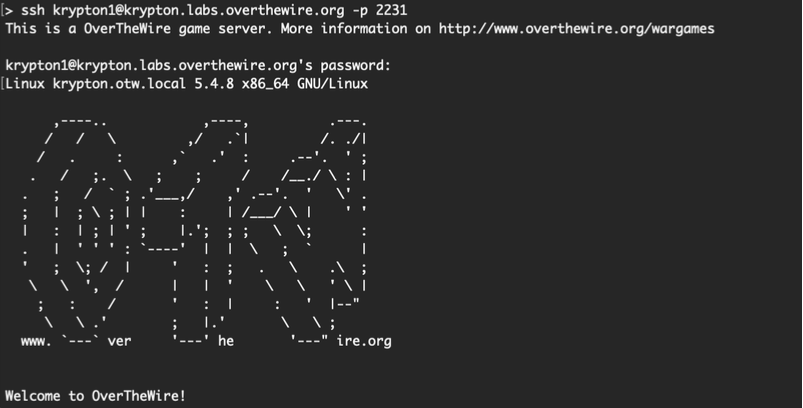 [> ssh krypton1@krypton.labs.overthewire.org -p 2231
This is a OverTheWire game server. More information on http://www.overthewire.org/wargames
krypton1@krypton.labs.overthewire.org's password:
[Linux krypton.otw.local 5.4.8 x86_64 GNU/Linux
www. ver he ire.org
Welcome to OverTheWire!